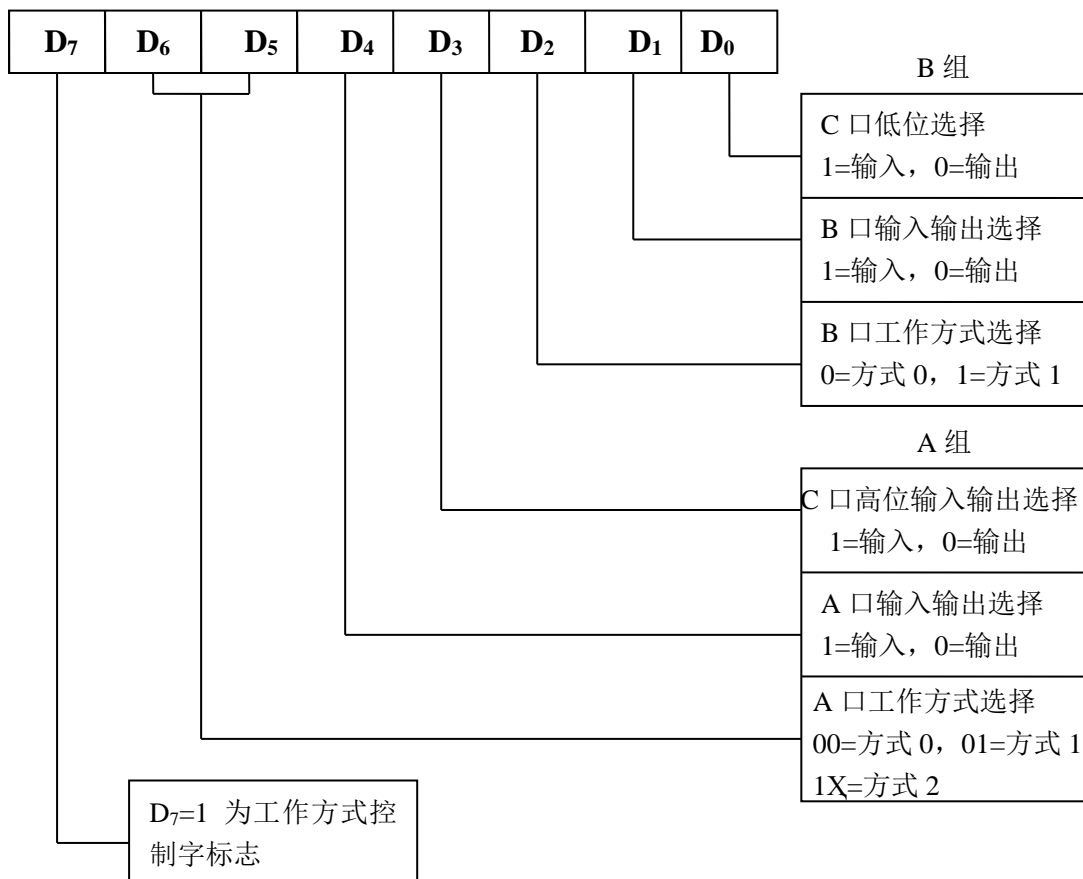 D₇ D₆ D₅ D₄ D₃ D₂ D₁ D₀
B 组
C 口低位选择
1=输入，0=输出
B 口输入输出选择
1=输入，0=输出
B 口工作方式选择
0=方式 0，1=方式 1
A 组
C 口高位输入输出选择
1=输入，0=输出
A 口输入输出选择
1=输入，0=输出
A 口工作方式选择
00=方式 0，01=方式 1
1X=方式 2
D₇=1 为工作方式控
制字标志